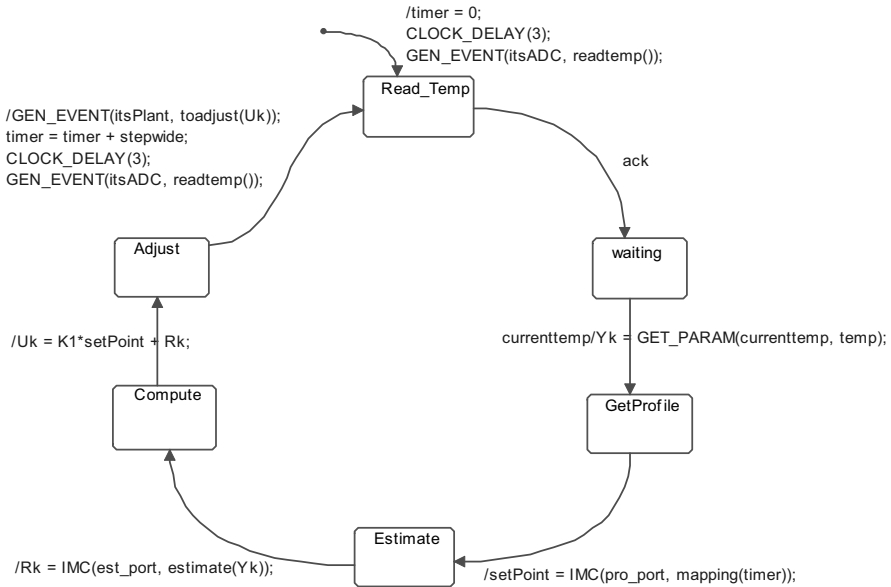 /timer = 0;
CLOCK_DELAY(3);
GEN_EVENT(itsADC, readtemp());
Read_Temp
/GEN_EVENT(itsPlant, toadjust(Uk));
timer = timer + stepwide;
CLOCK_DELAY(3);
GEN_EVENT(itsADC, readtemp());
ack
Adjust
waiting
/Uk = K1*setPoint + Rk;
currenttemp/Yk = GET_PARAM(currenttemp, temp);
Compute
GetProfile
Estimate
/Rk = IMC(est_port, estimate(Yk));
/setPoint = IMC(pro_port, mapping(timer));